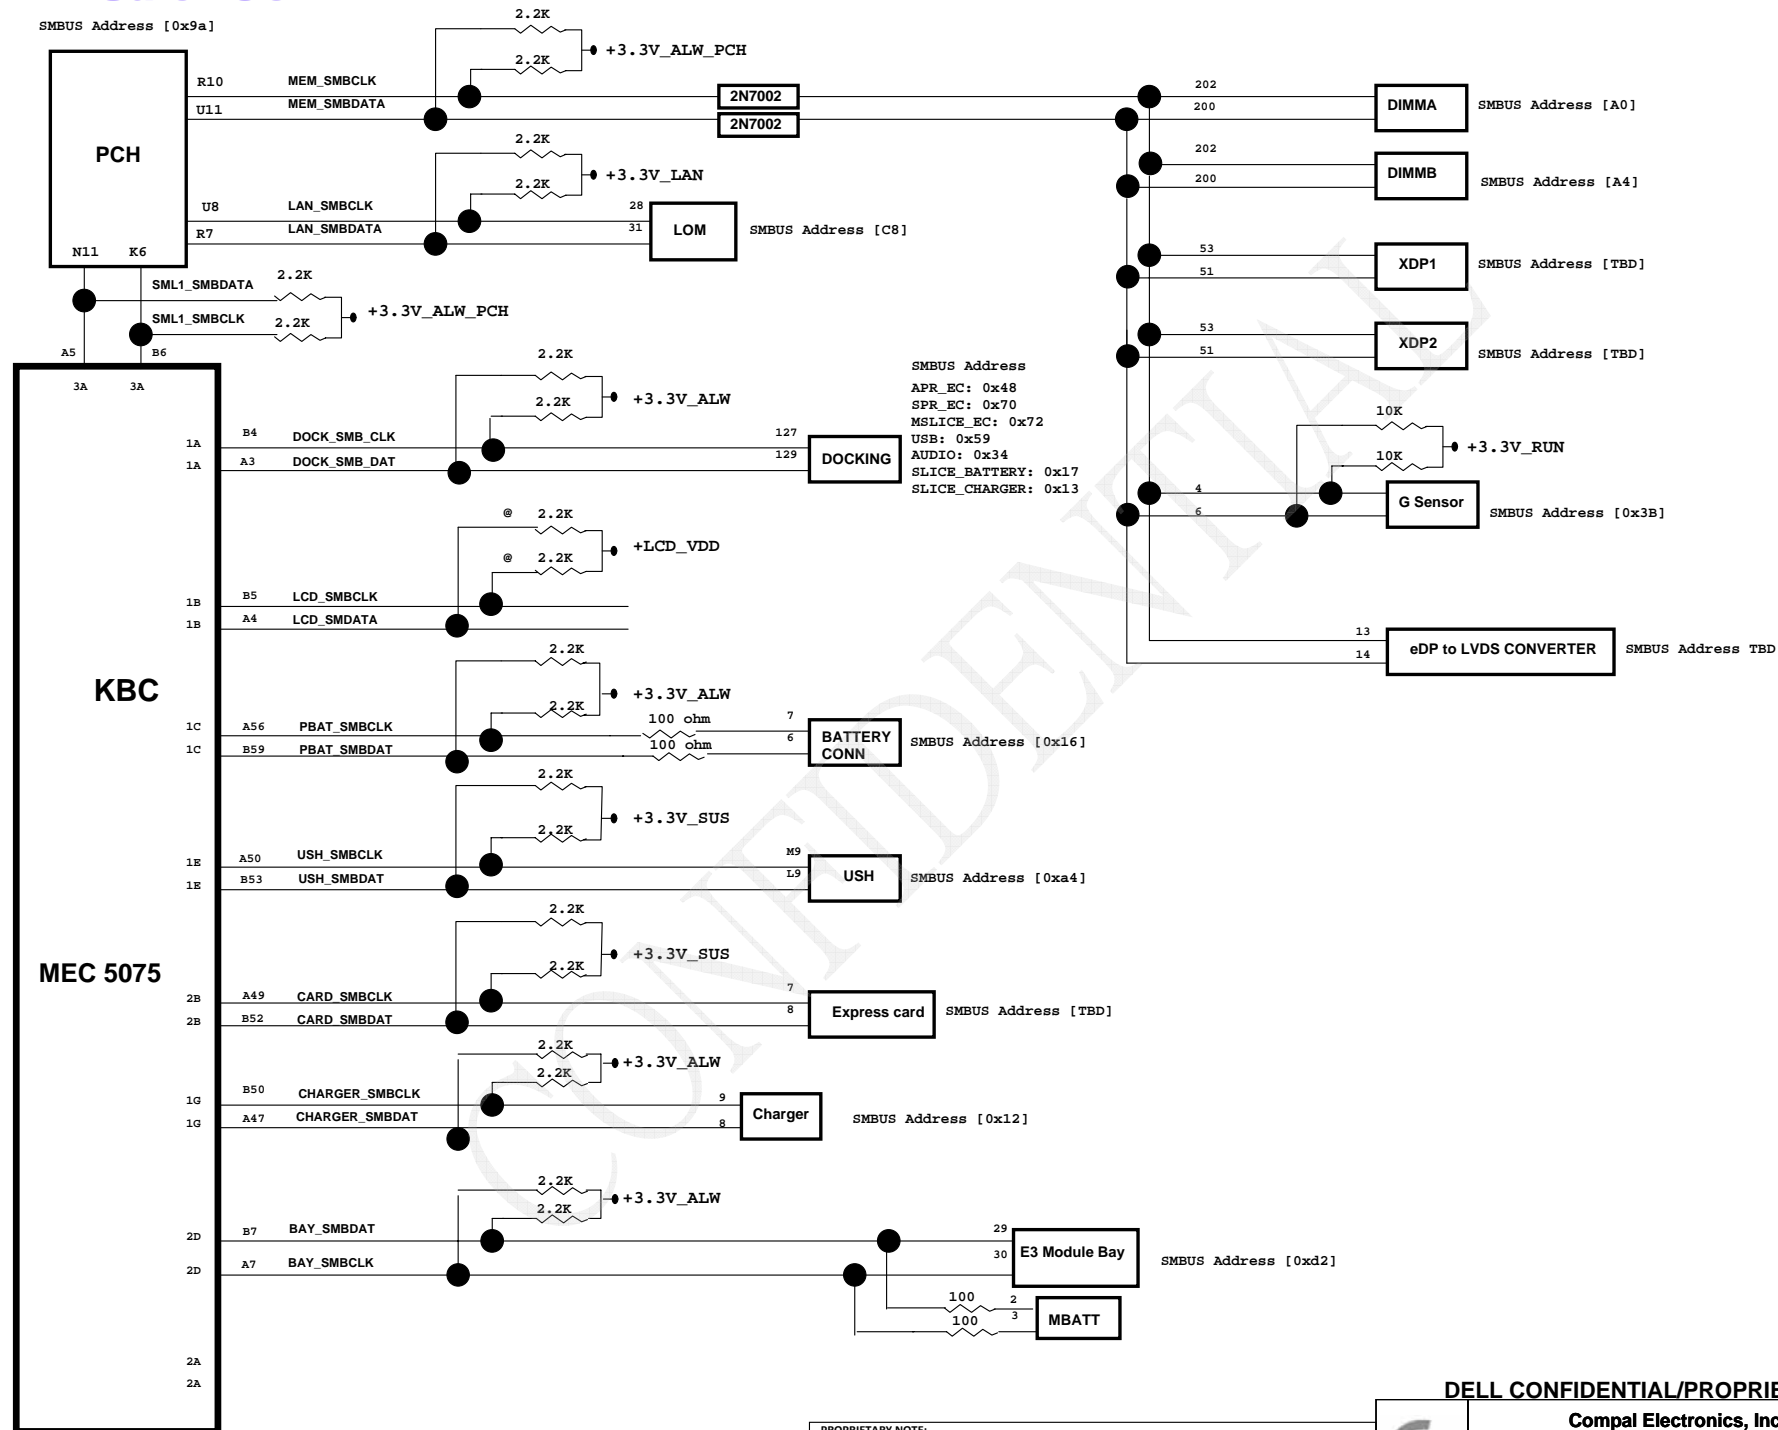 SMBUS Address [0x9a]
2.2K
+3.3V_ALW_PCH
2.2K
R10 MEM_SMBCLK
U11 MEM_SMBDATA
2N7002
2N7002
202
200
DIMMA
SMBUS Address [A0]
PCH
2.2K
+3.3V_LAN
2.2K
202
200
DIMMB
SMBUS Address [A4]
U8 LAN_SMBCLK
R7 LAN_SMBDATA
28
31
LOM
SMBUS Address [C8]
N11 K6
53
51
XDP1
SMBUS Address [TBD]
SML1_SMBDATA
2.2K
+3.3V_ALW_PCH
SML1_SMBCLK
2.2K
53
51
XDP2
SMBUS Address [TBD]
A5 B6
3A 3A
2.2K
+3.3V_ALW
2.2K
SMBUS Address
APR_EC: 0x48
SPR_EC: 0x70
MSLICE_EC: 0x72
USB: 0x59
AUDIO: 0x34
SLICE_BATTERY: 0x17
SLICE_CHARGER: 0x13
1A B4 DOCK_SMB_CLK
1A A3 DOCK_SMB_DAT
127
129
DOCKING
10K
+3.3V_RUN
10K
4
6
G Sensor
SMBUS Address [0x3B]
@ 2.2K
+LCD_VDD
@ 2.2K
1B B5 LCD_SMBCLK
1B A4 LCD_SMDATA
13
14
eDP to LVDS CONVERTER
SMBUS Address TBD
KBC
2.2K
+3.3V_ALW
2.2K
1C A56 PBAT_SMBCLK
1C B59 PBAT_SMBDAT
100 ohm
100 ohm
7
6
BATTERY
CONN
SMBUS Address [0x16]
2.2K
+3.3V_SUS
2.2K
1E A50 USH_SMBCLK
1E B53 USH_SMBDAT
M9
L9
USH
SMBUS Address [0xa4]
MEC 5075
2.2K
+3.3V_SUS
2.2K
2B A49 CARD_SMBCLK
2B B52 CARD_SMBDAT
7
8
Express card
SMBUS Address [TBD]
2.2K
+3.3V_ALW
2.2K
1G B50 CHARGER_SMBCLK
1G A47 CHARGER_SMBDAT
9
8
Charger
SMBUS Address [0x12]
2.2K
+3.3V_ALW
2.2K
2D B7 BAY_SMBDAT
2D A7 BAY_SMBCLK
29
30
E3 Module Bay
SMBUS Address [0xd2]
100
100
2
3
MBATT
2A
2A
CONFIDENTIAL
DELL CONFIDENTIAL/PROPRIE
Compal Electronics, Inc
PROPRIETARY NOTE: